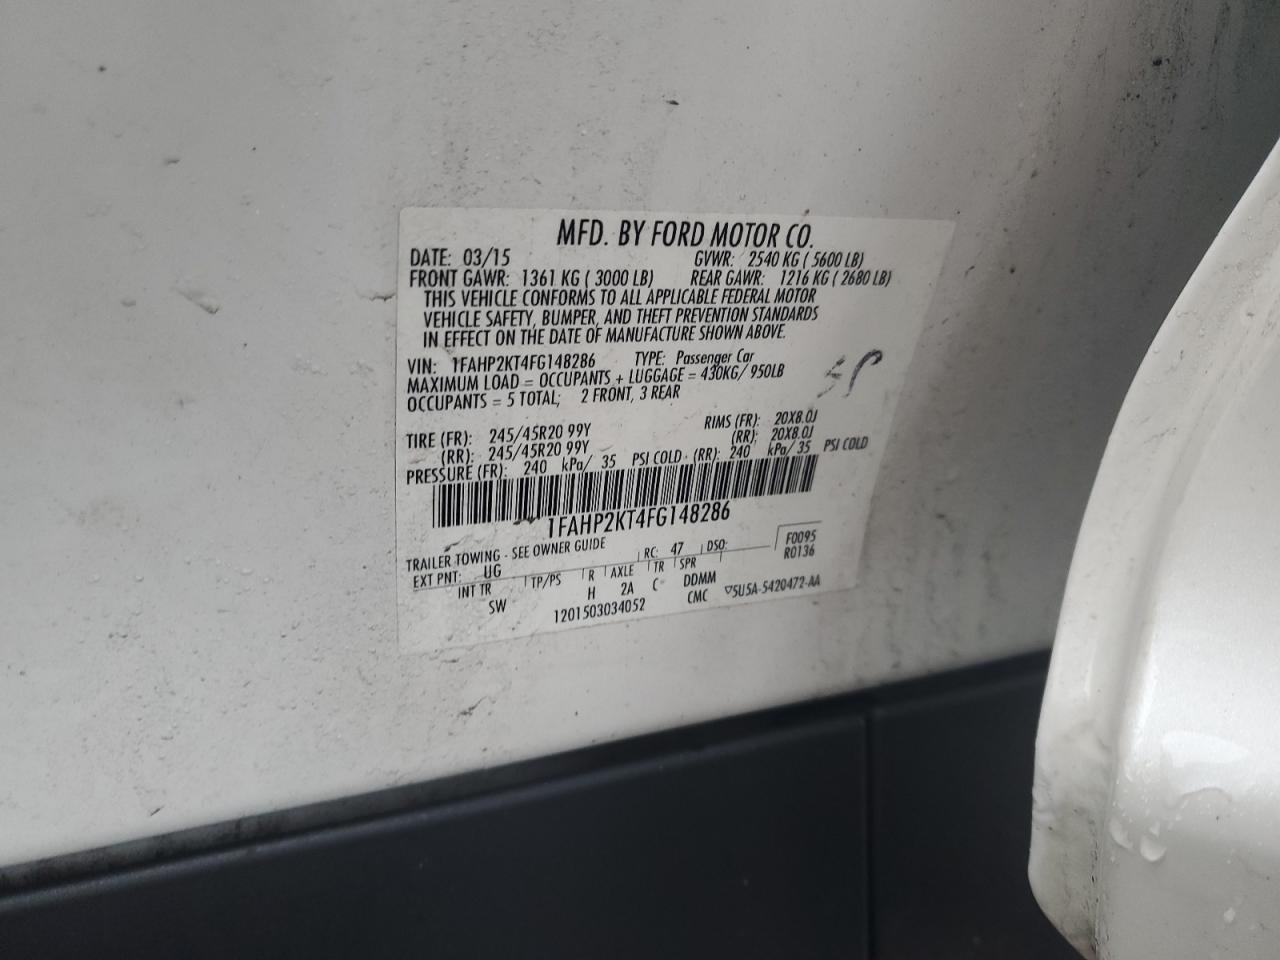 MFD. BY FORD MOTOR CO.
DATE: 03/15 GVWR: 2540 KG ( 5600 LB)
FRONT GAWR: 1361 KG ( 3000 LB) REAR GAWR: 1216 KG ( 2680 LB)
THIS VEHICLE CONFORMS TO ALL APPLICABLE FEDERAL MOTOR
VEHICLE SAFETY, BUMPER, AND THEFT PREVENTION STANDARDS
IN EFFECT ON THE DATE OF MANUFACTURE SHOWN ABOVE.
VIN: 1FAHP2KT4FG148286 TYPE: Passenger Car
MAXIMUM LOAD = OCCUPANTS + LUGGAGE = 430KG/ 950LB
OCCUPANTS = 5 TOTAL; 2 FRONT, 3 REAR
TIRE (FR): 245/45R20 99Y RIMS (FR): 20X8.0J
(RR): 245/45R20 99Y (RR): 20X8.0J
PRESSURE (FR): 240 kPa/ 35 PSI COLD - (RR): 240 kPa/ 35 PSI COLD
1FAHP2KT4FG148286
TRAILER TOWING - SEE OWNER GUIDE RC: 47 DSO: F0095
EXT PNT: UG R0136
INT TR TP/PS R AXLE TR SPR
SW H 2A C DDMM
1201503034052 CMC ▽5U5A-5420472-AA